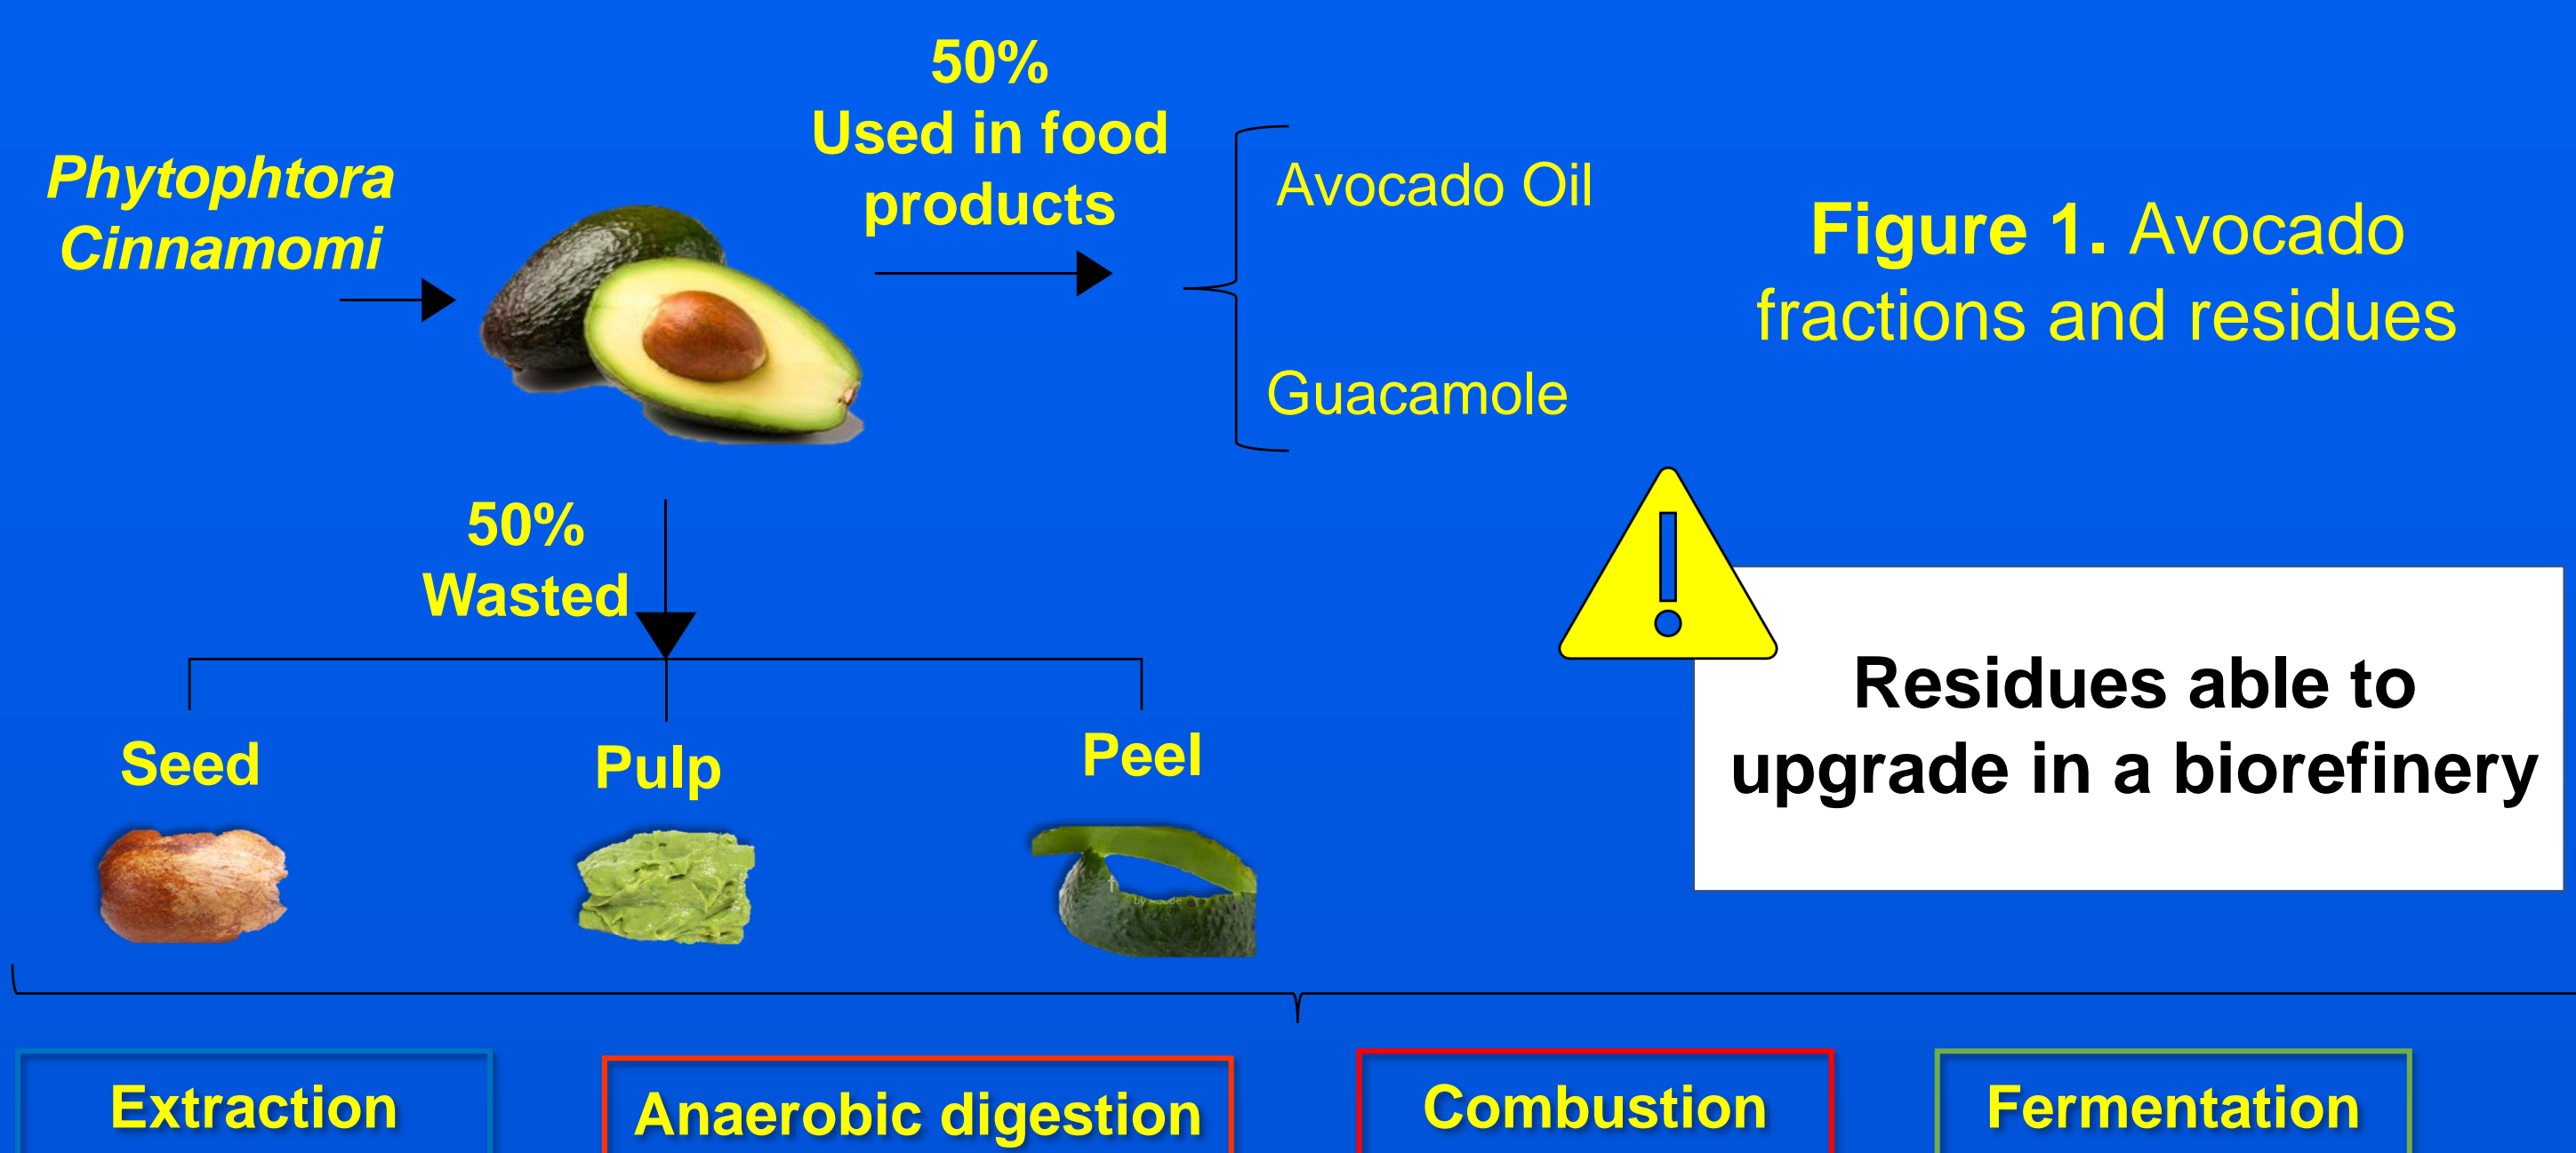 50%
Used in food
products
Phytophtora
Cinnamomi
Avocado Oil
Guacamole
Figure 1. Avocado
fractions and residues
50%
Wasted
Residues able to
upgrade in a biorefinery
Seed
Pulp
Peel
Extraction
Anaerobic digestion
Combustion
Fermentation